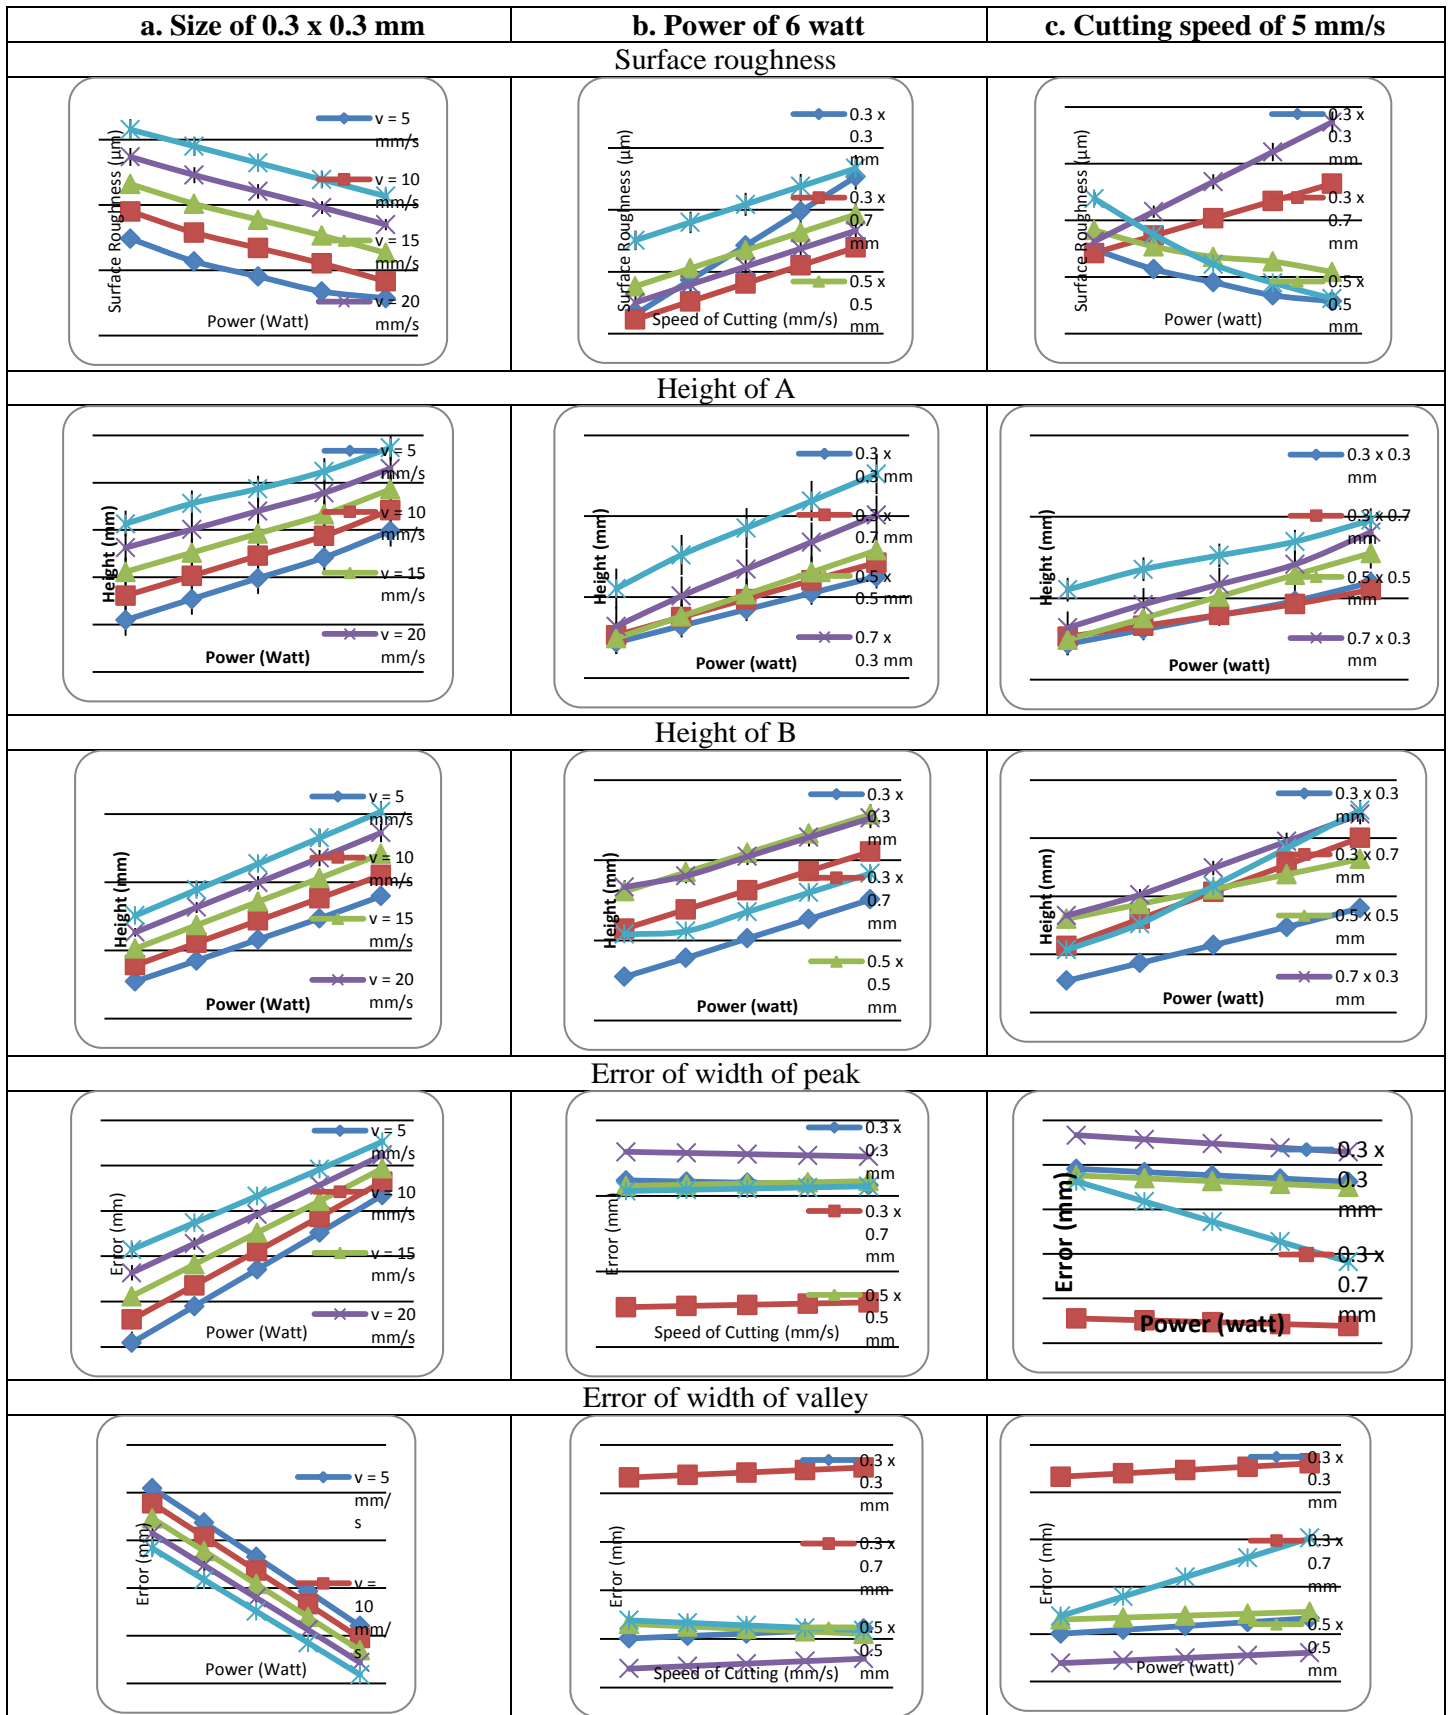 a. Size of 0.3 x 0.3 mm
b. Power of 6 watt
c. Cutting speed of 5 mm/s
Surface roughness
Surface Roughness (µm)
v = 5
mm/s
v = 10
mm/s
v = 15
mm/s
v = 20
mm/s
Power (Watt)
Surface Roughness (µm)
0.3 x
0.3
mm
0.3 x
0.7
mm
0.5 x
0.5
mm
Speed of Cutting (mm/s)
Surface Roughness (µm)
0.3 x
0.3
mm
0.3 x
0.7
mm
0.5 x
0.5
mm
Power (watt)
Height of A
Height (mm)
v = 5
mm/s
v = 10
mm/s
v = 15
mm/s
v = 20
mm/s
Power (Watt)
Height (mm)
0.3 x
0.3 mm
0.3 x
0.7 mm
0.5 x
0.5 mm
0.7 x
0.3 mm
Power (watt)
Height (mm)
0.3 x 0.3
mm
0.3 x 0.7
mm
0.5 x 0.5
mm
0.7 x 0.3
mm
Power (watt)
Height of B
Height (mm)
v = 5
mm/s
v = 10
mm/s
v = 15
mm/s
v = 20
mm/s
Power (Watt)
Height (mm)
0.3 x
0.3
mm
0.3 x
0.7
mm
0.5 x
0.5
mm
Power (watt)
Height (mm)
0.3 x 0.3
mm
0.3 x 0.7
mm
0.5 x 0.5
mm
0.7 x 0.3
mm
Power (watt)
Error of width of peak
Error (mm)
v = 5
mm/s
v = 10
mm/s
v = 15
mm/s
v = 20
mm/s
Power (Watt)
Error (mm)
0.3 x
0.3
mm
0.3 x
0.7
mm
0.5 x
0.5
mm
Speed of Cutting (mm/s)
Error (mm)
0.3 x
0.3
mm
0.3 x
0.7
mm
Power (watt)
Error of width of valley
Error (mm)
v = 5
mm/
s
v =
10
mm/
s
Power (Watt)
Error (mm)
0.3 x
0.3
mm
0.3 x
0.7
mm
0.5 x
0.5
mm
Speed of Cutting (mm/s)
Error (mm)
0.3 x
0.3
mm
0.3 x
0.7
mm
0.5 x
0.5
mm
Power (watt)